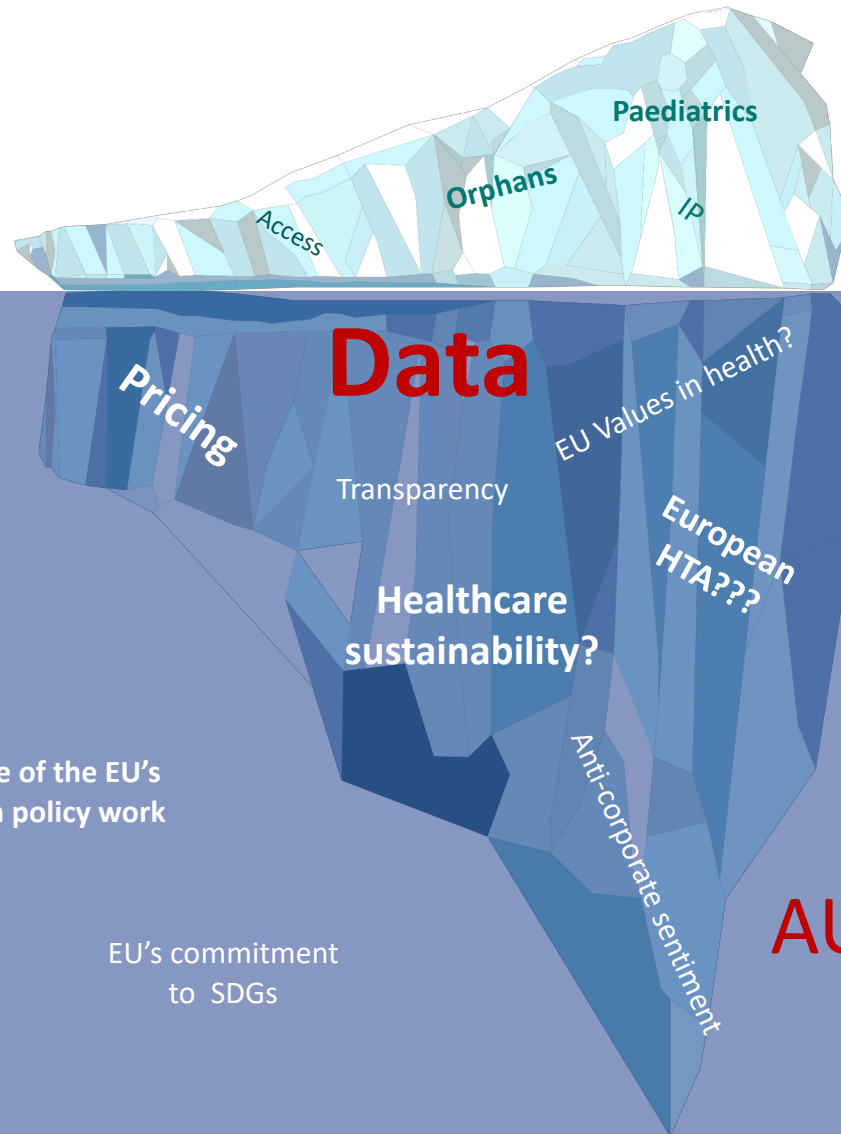 Paediatrics
Orphans
IP
Access
Data
EU Values in health?
Pricing
Transparency
European
HTA???
Healthcare
sustainability?
e of the EU's
policy work
Anti-corporate sentiment
AU
EU's commitment
to SDGs